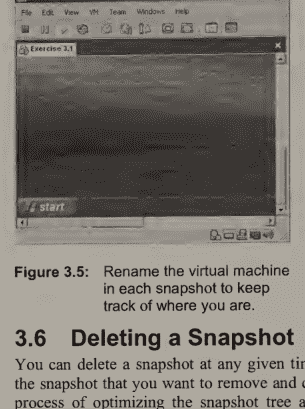 File Edit View VM Team Windows Help
Exercise 3.1
start
Figure 3.5: Rename the virtual machine
in each snapshot to keep
track of where you are.
3.6 Deleting a Snapshot
You can delete a snapshot at any given
the snapshot that you want to remove and
process of optimizing the snapshot tree